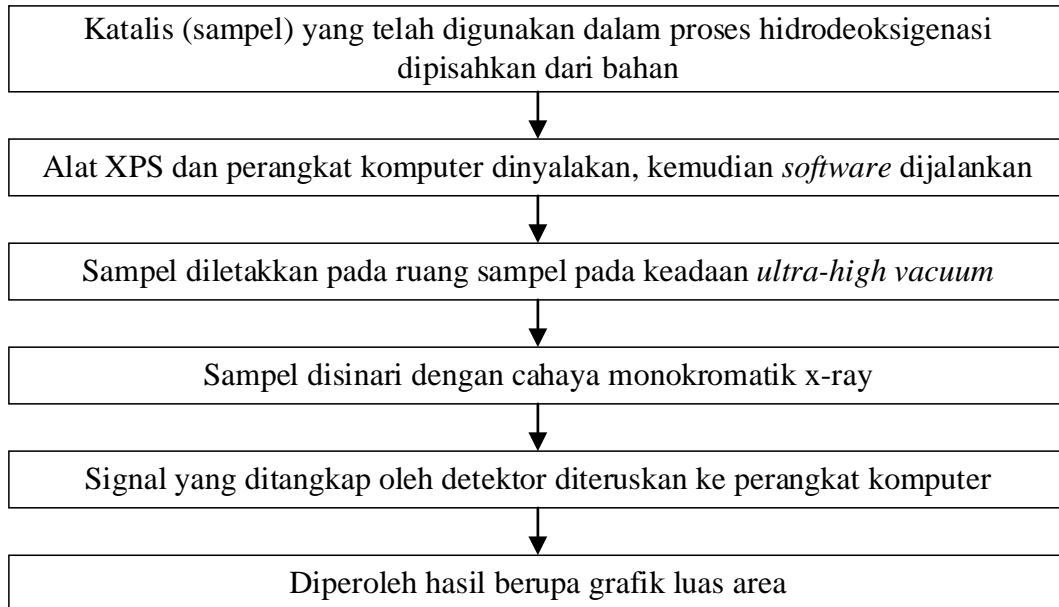 Katalis (sampel) yang telah digunakan dalam proses hidrodeoksigenasi
dipisahkan dari bahan
Alat XPS dan perangkat komputer dinyalakan, kemudian software dijalankan
Sampel diletakkan pada ruang sampel pada keadaan ultra-high vacuum
Sampel disinari dengan cahaya monokromatik x-ray
Signal yang ditangkap oleh detektor diteruskan ke perangkat komputer
Diperoleh hasil berupa grafik luas area